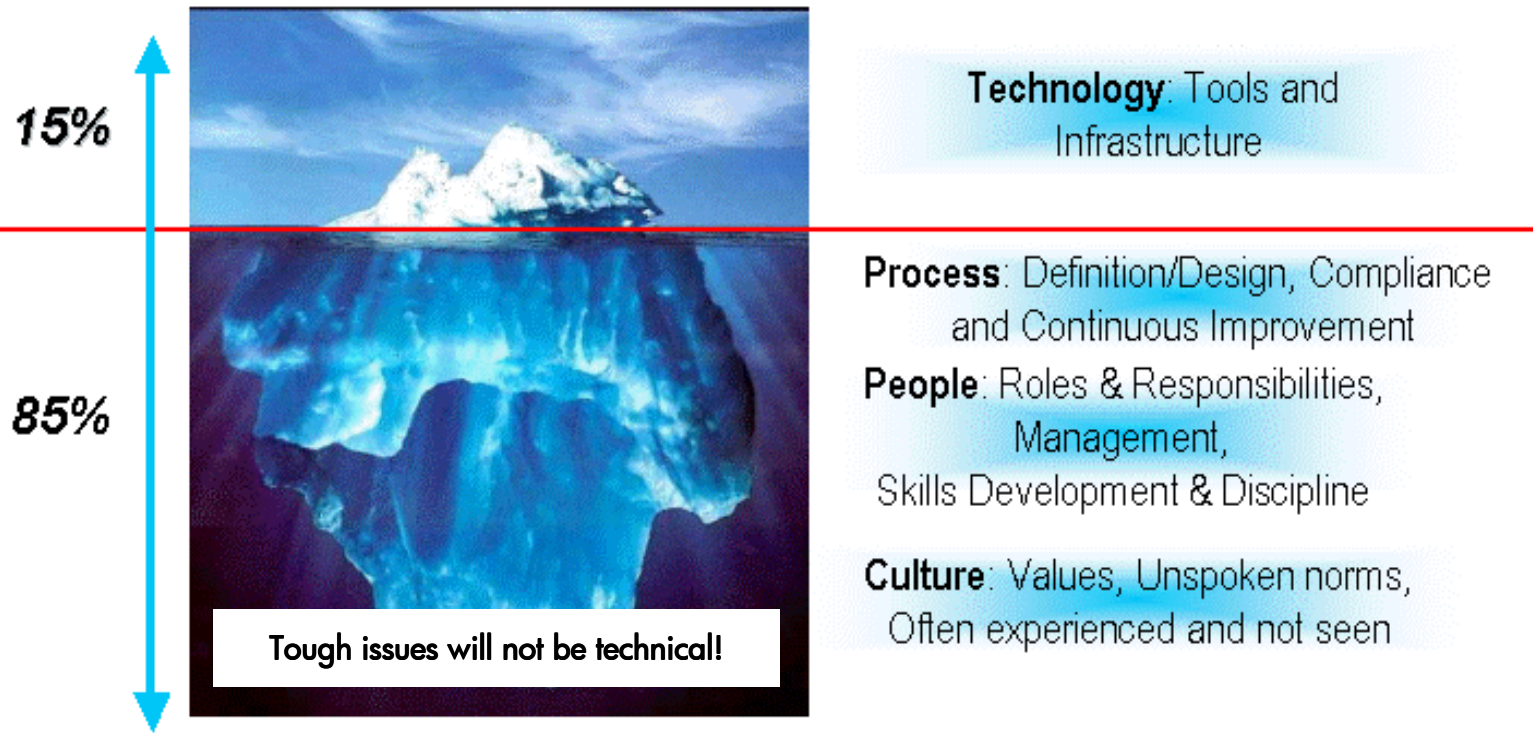 15%
Technology: Tools and
Infrastructure
85%
Process: Definition/Design, Compliance
and Continuous Improvement
People: Roles & Responsibilities,
Management,
Skills Development & Discipline
Culture: Values, Unspoken norms,
Often experienced and not seen
Tough issues will not be technical!